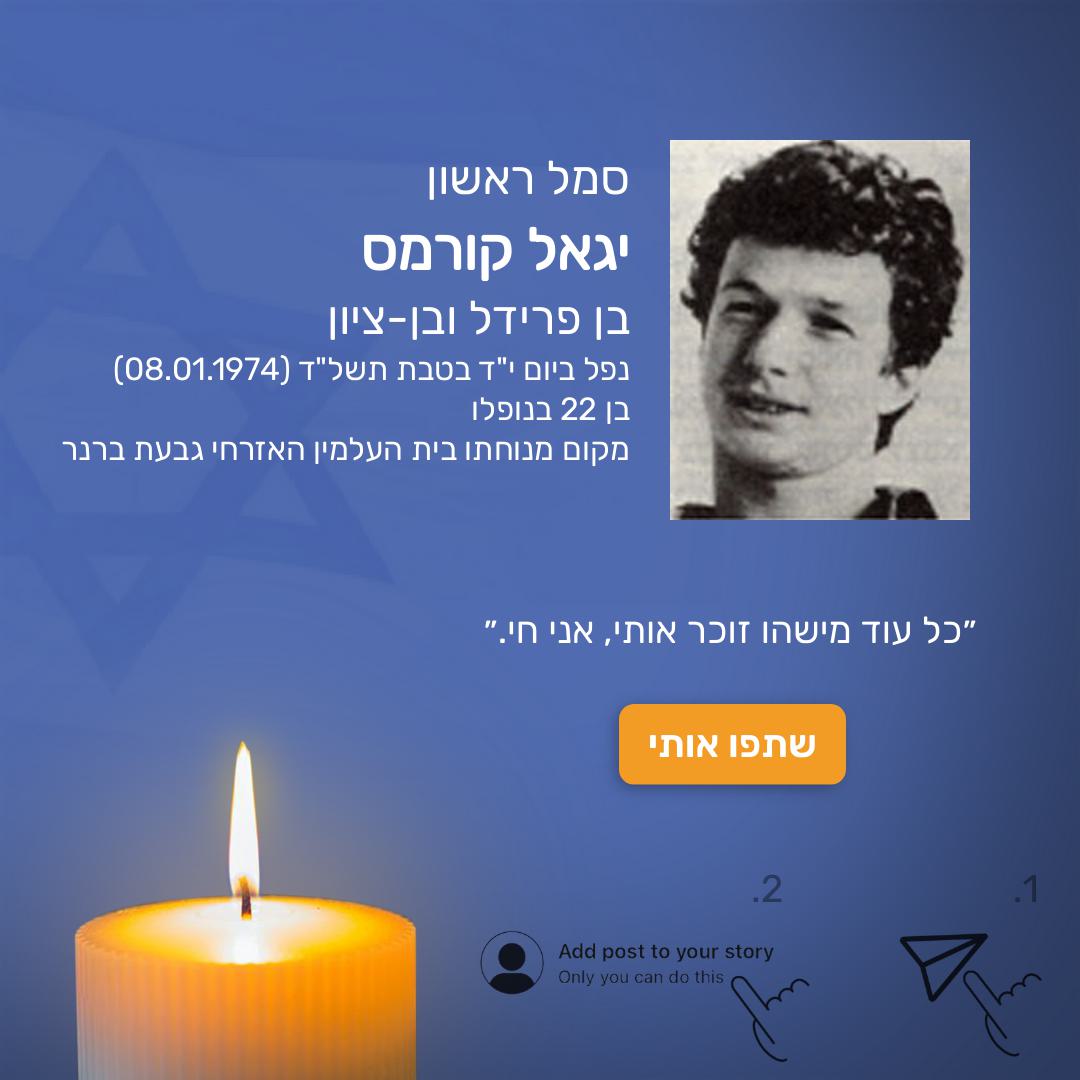 סמל ראשון
יגאל קורמס
בן פרידל ובן-ציון
נפל ביום י"ד בטבת תשל"ד (08.01.1974)
בן 22 בנופלו
מקום מנוחתו בית העלמין האזרחי גבעת ברנר
״כל עוד מישהו זוכר אותי, אני חי.״
שתפו אותי
.1
.2
Add post to your story
Only you can do this